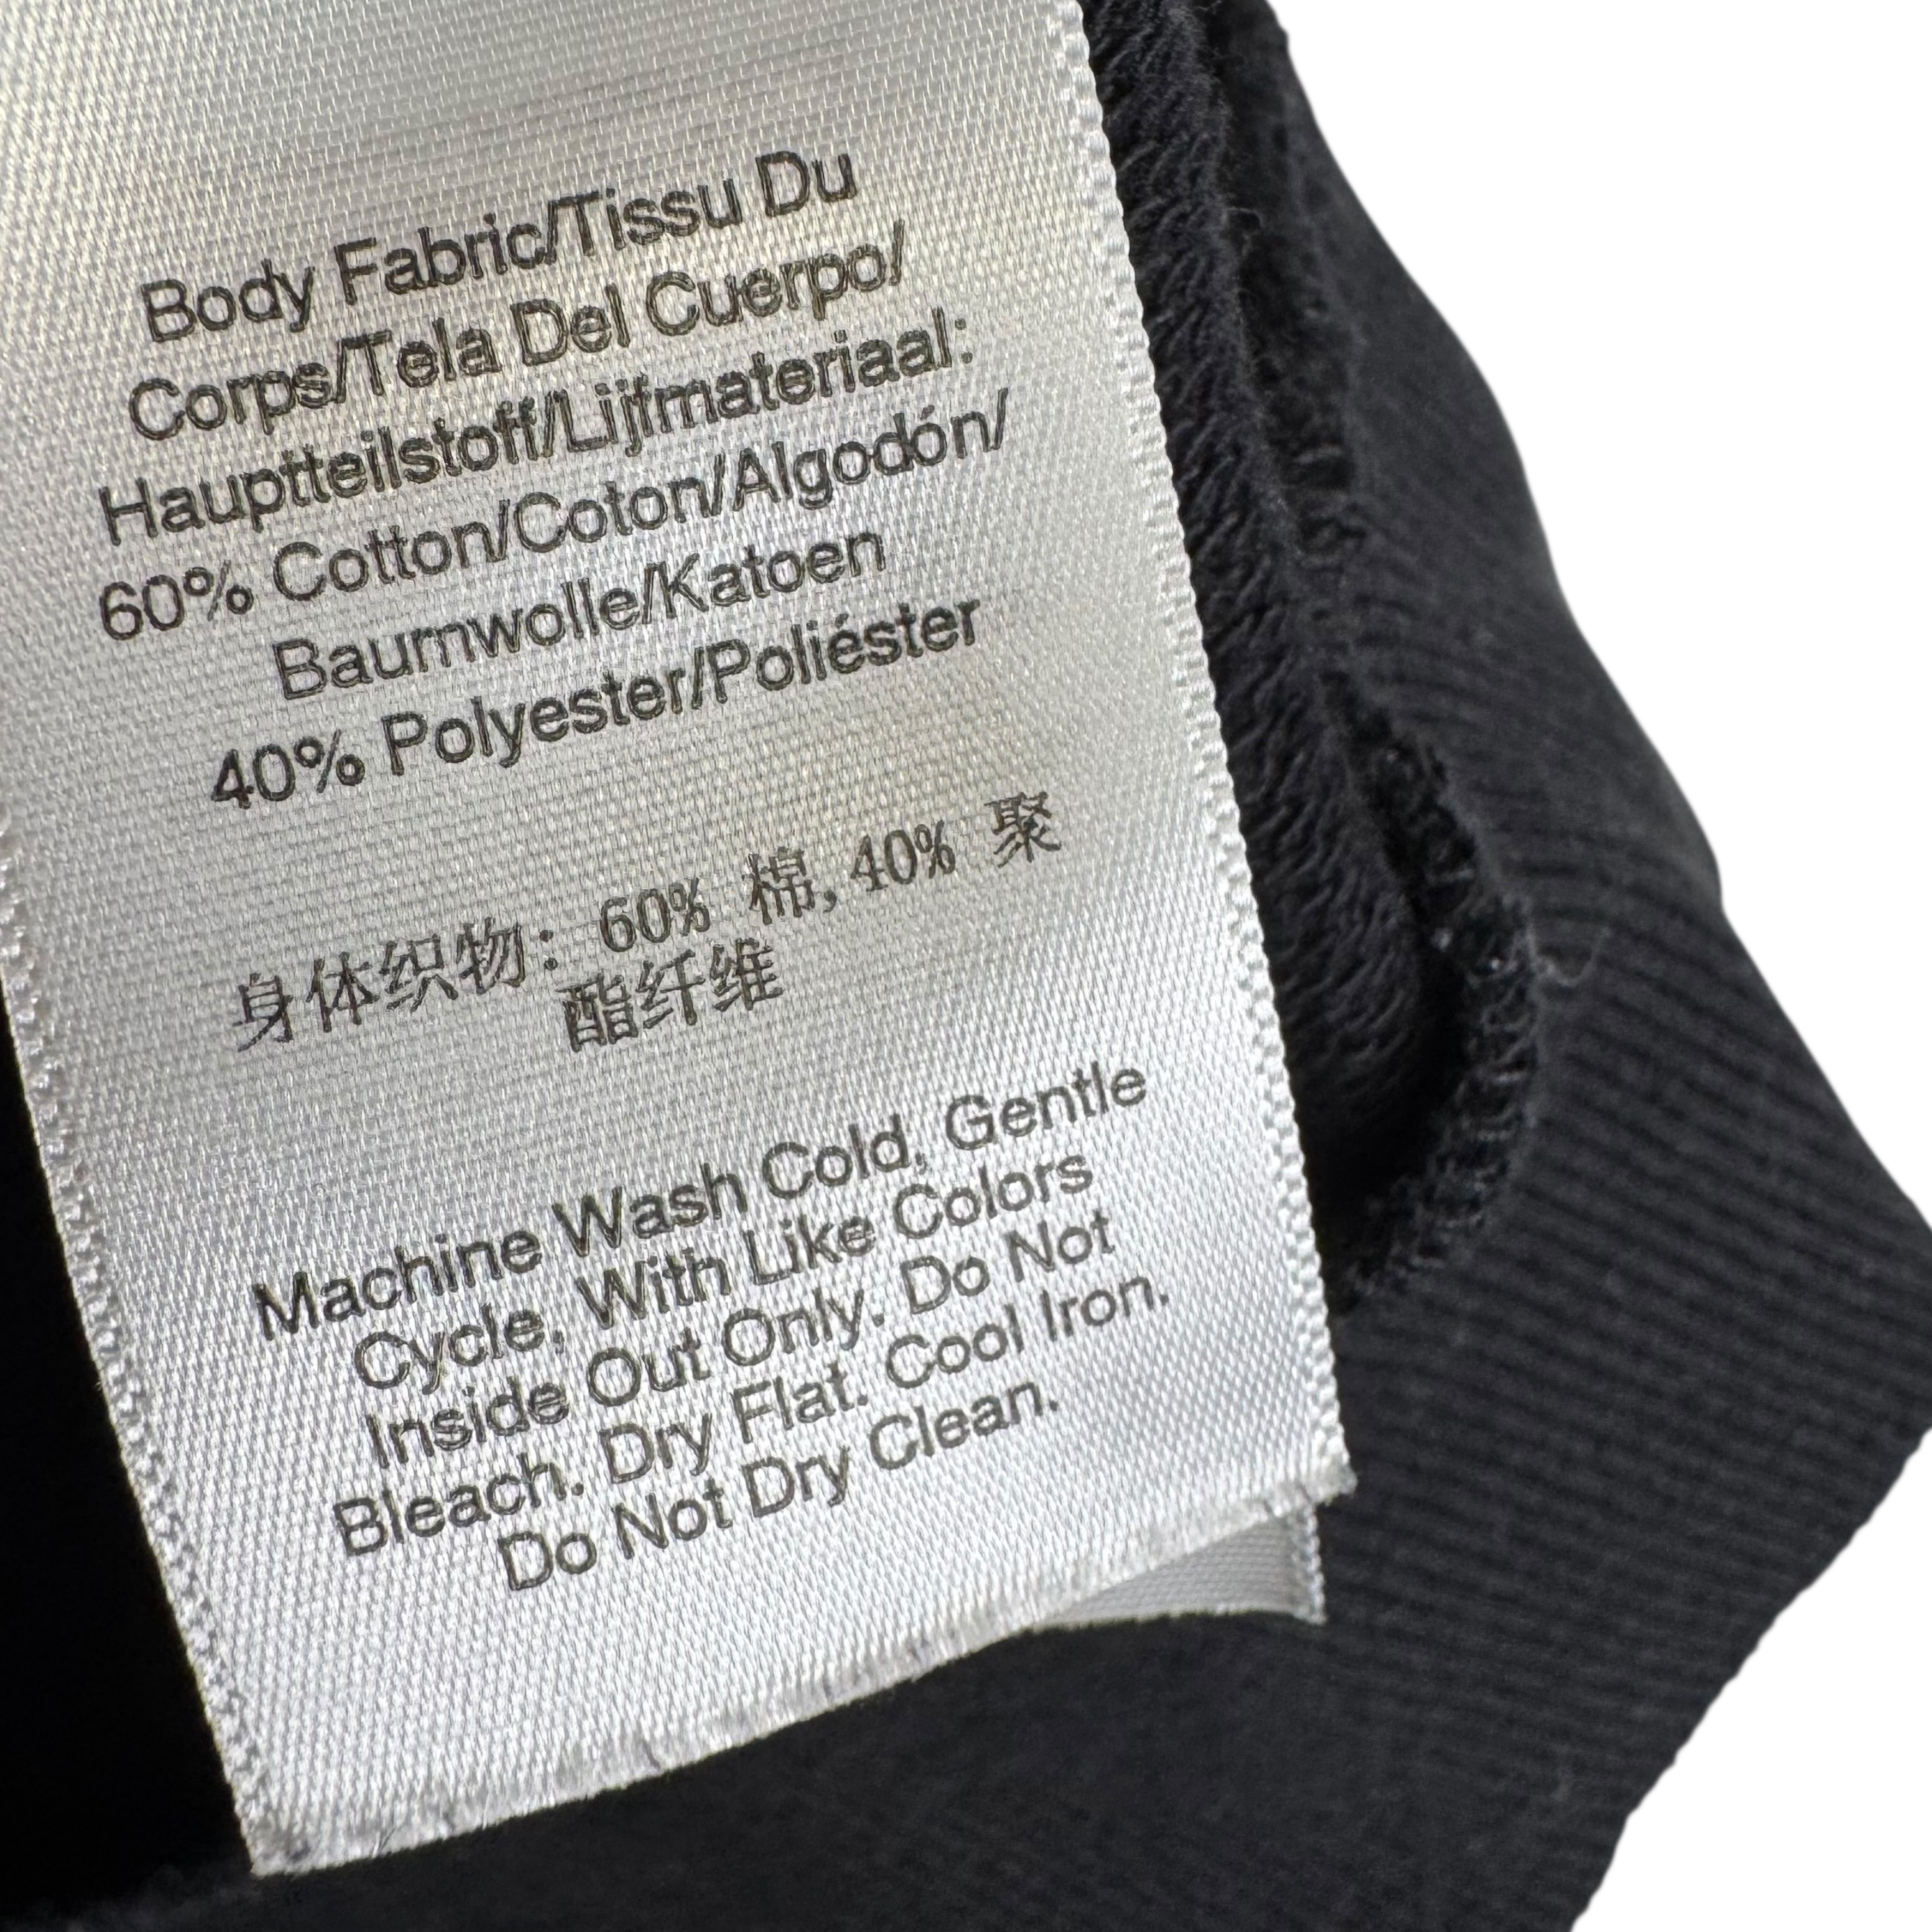 Body Fabric/Tissu Du
Corps/Tela Del Cuerpo/
Hauptteilstoff/Lijfmateriaal:
60% Cotton/Coton/Algodón/
Baumwolle/Katoen
40% Polyester/Poliéster
身体织物: 60% 棉, 40% 聚
酯纤维
Machine Wash Cold, Gentle
Cycle, With Like Colors
Inside Out Only. Do Not
Bleach. Dry Flat. Cool Iron.
Do Not Dry Clean.